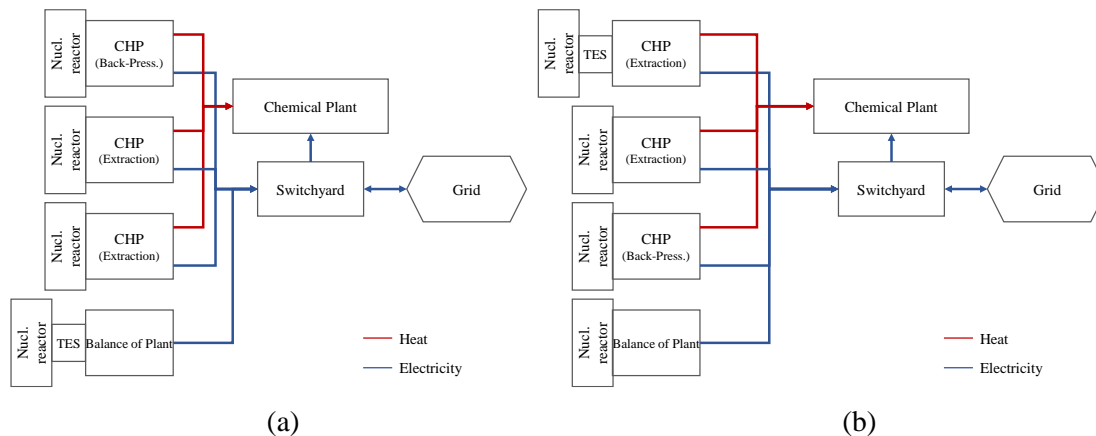 Nucl.
reactor
CHP
(Back-Press.)
Nucl.
reactor
CHP
(Extraction)
Nucl.
reactor
CHP
(Extraction)
Nucl.
reactor
TES
Balance of Plant
Chemical Plant
Switchyard
Grid
Heat
Electricity
(a)
Nucl.
reactor
TES
CHP
(Extraction)
Nucl.
reactor
CHP
(Extraction)
Nucl.
reactor
CHP
(Back-Press.)
Nucl.
reactor
Balance of Plant
Chemical Plant
Switchyard
Grid
Heat
Electricity
(b)